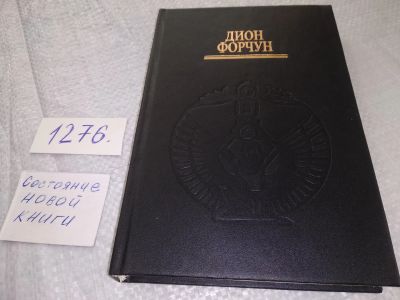 ДИОН
ФОРЧУН
1276.
Состояние
новой
книги